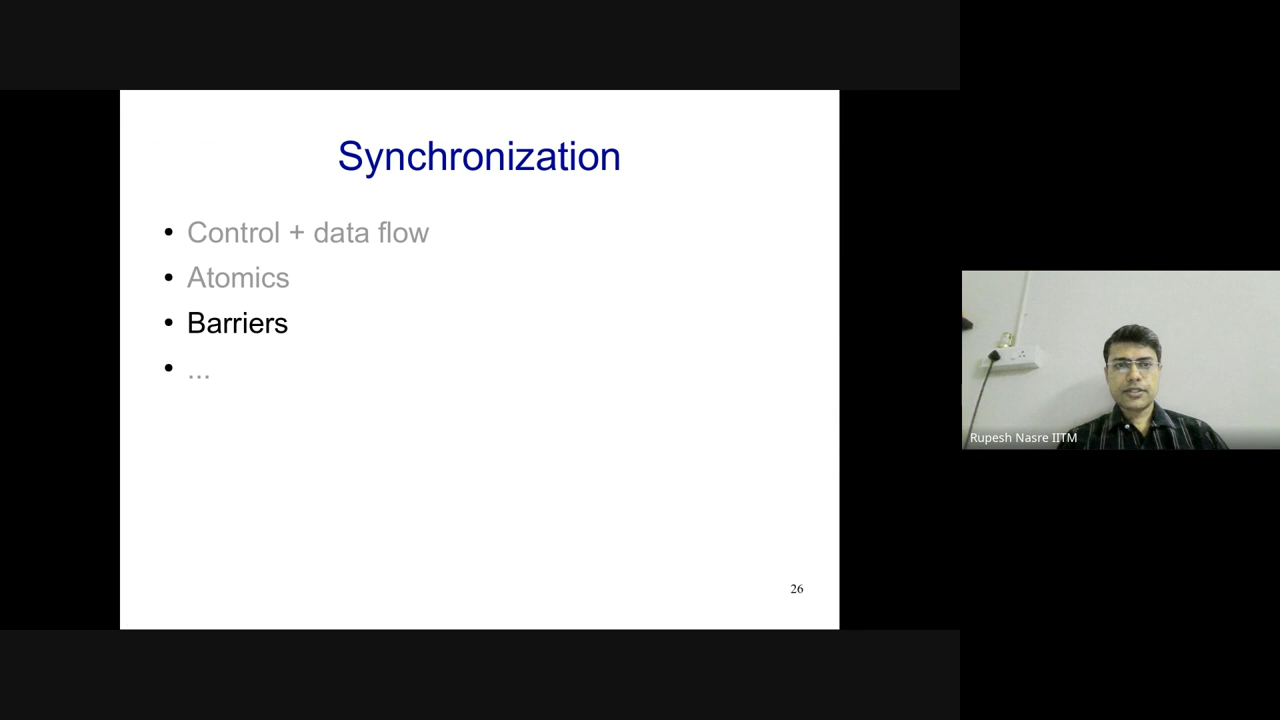 Synchronization
• Control + data flow
• Atomics
• Barriers
• ...
26
Rupesh Nasre IITM